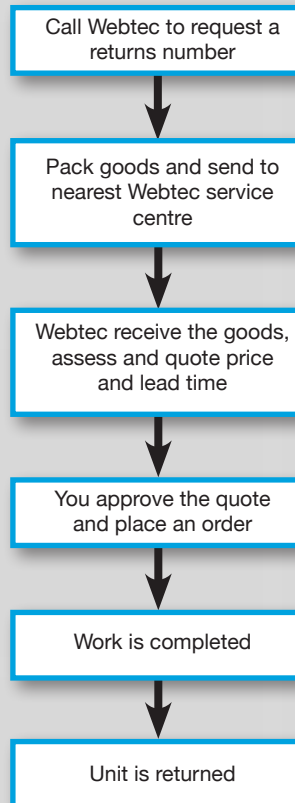 Call Webtec to request a
returns number
Pack goods and send to
nearest Webtec service
centre
Webtec receive the goods,
assess and quote price
and lead time
You approve the quote
and place an order
Work is completed
Unit is returned